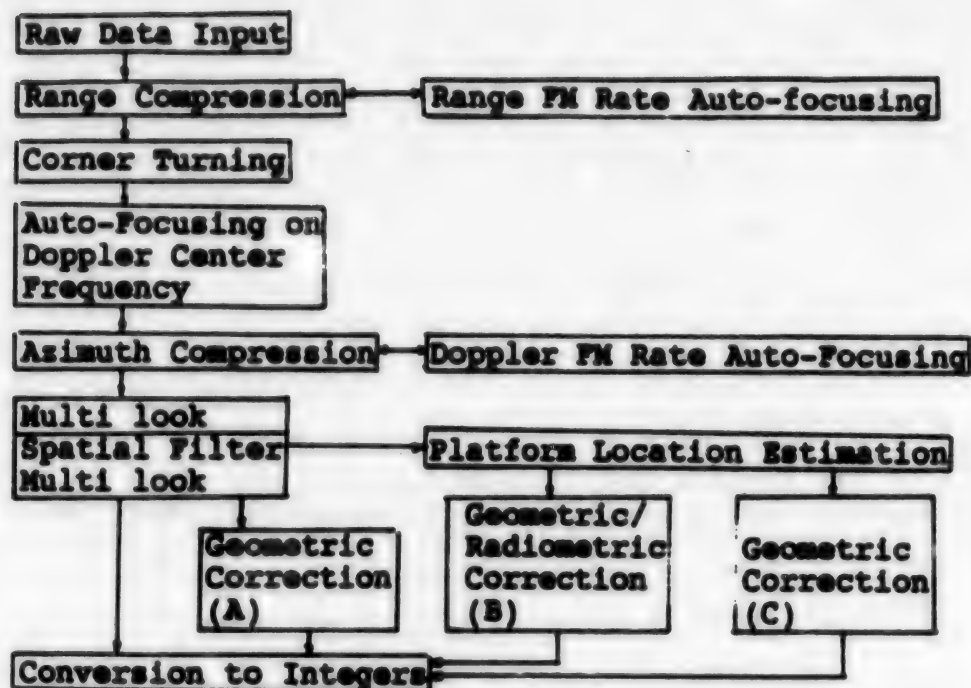 Raw Data Input
Range Compression
Range FM Rate Auto-focusing
Corner Turning
Auto-Focusing on
Doppler Center
Frequency
Azimuth Compression
Doppler FM Rate Auto-Focusing
Multi look
Spatial Filter
Multi look
Platform Location Estimation
Geometric
Correction
(A)
Geometric/
Radiometric
Correction
(B)
Geometric
Correction
(C)
Conversion to Integers